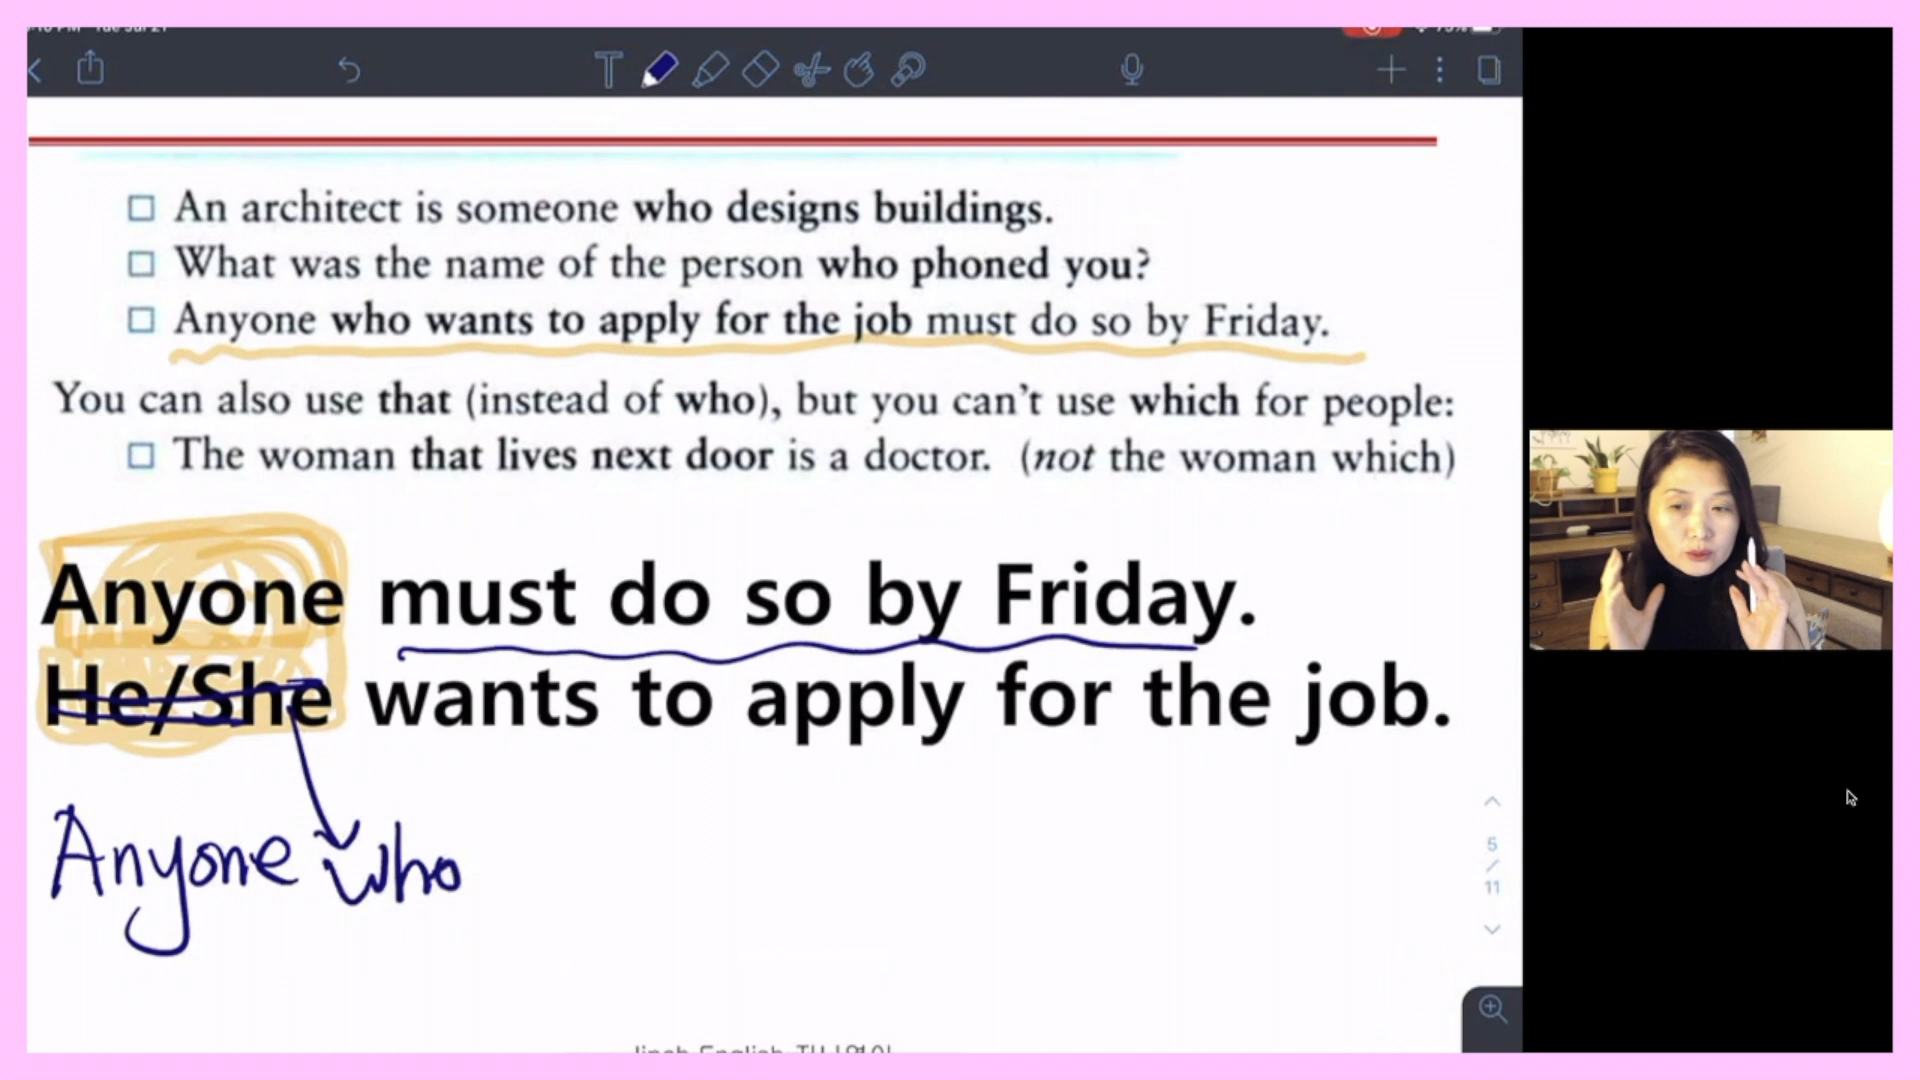 An architect is someone who designs buildings.
What was the name of the person who phoned you?
Anyone who wants to apply for the job must do so by Friday.
You can also use that (instead of who), but you can't use which for people:
The woman that lives next door is a doctor. (not the woman which)
Anyone must do so by Friday.
He/She wants to apply for the job.
Anyone who
5
/
11